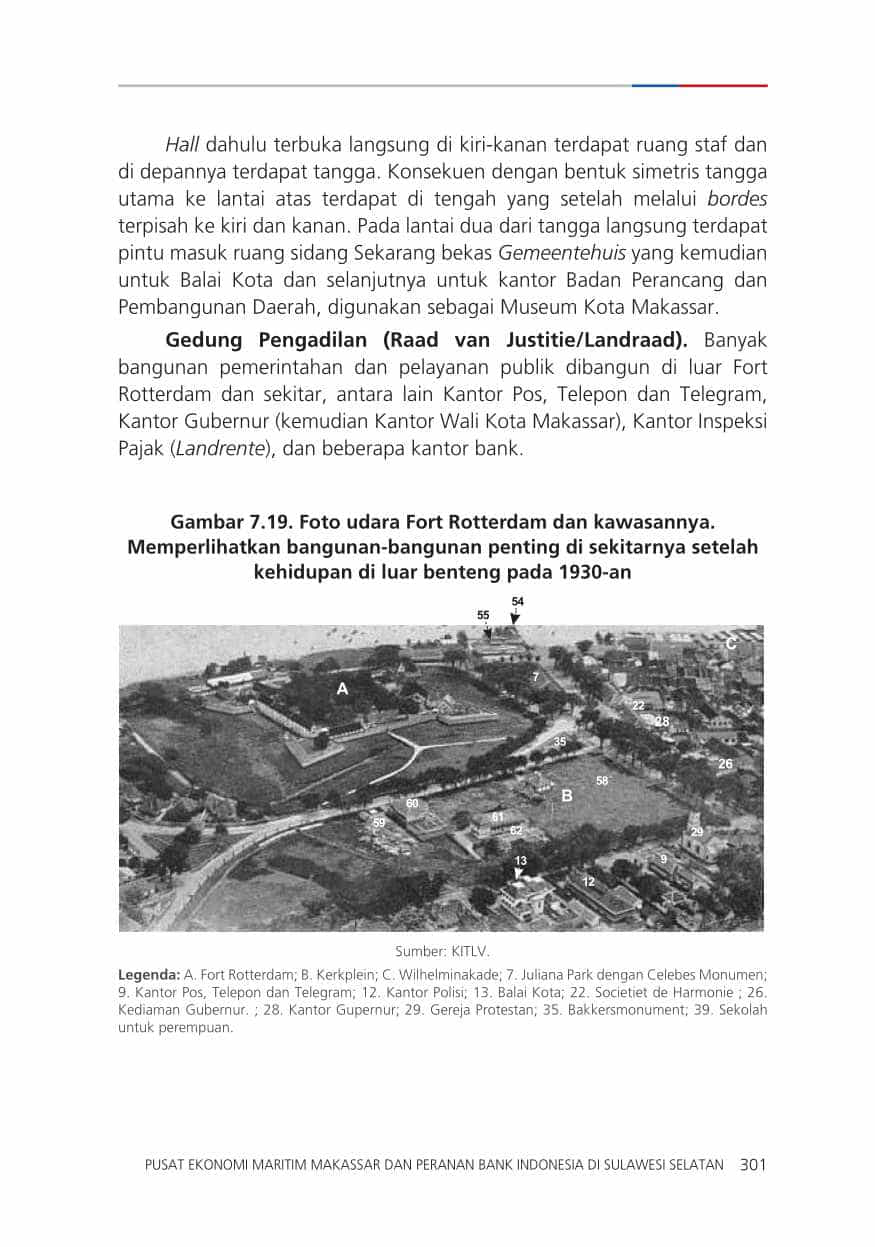 Hall dahulu terbuka langsung di kiri-kanan terdapat ruang staf dan
di depannya terdapat tangga. Konsekuen dengan bentuk simetris tangga
utama ke lantai atas terdapat di tengah yang setelah melalui bordes
terpisah ke kiri dan kanan. Pada lantai dua dari tangga langsung terdapat
pintu masuk ruang sidang Sekarang bekas Gemeentehuis yang kemudian
untuk Balai Kota dan selanjutnya untuk kantor Badan Perancang dan
Pembangunan Daerah, digunakan sebagai Museum Kota Makassar.
Gedung Pengadilan (Raad van Justitie/Landraad). Banyak
bangunan pemerintahan dan pelayanan publik dibangun di luar Fort
Rotterdam dan sekitar, antara lain Kantor Pos, Telepon dan Telegram,
Kantor Gubernur (kemudian Kantor Wali Kota Makassar), Kantor Inspeksi
Pajak (Landrente), dan beberapa kantor bank.
Gambar 7.19. Foto udara Fort Rotterdam dan kawasannya.
Memperlihatkan bangunan-bangunan penting di sekitarnya setelah
kehidupan di luar benteng pada 1930-an
54
55
C
7
A
22
28
35
26
58
B
60
61
59
62
29
13
9
12
Sumber: KITLV.
Legenda: A. Fort Rotterdam; B. Kerkplein; C. Wilhelminakade; 7. Juliana Park dengan Celebes Monumen;
9. Kantor Pos, Telepon dan Telegram; 12. Kantor Polisi; 13. Balai Kota; 22. Societiet de Harmonie ; 26.
Kediaman Gubernur. ; 28. Kantor Gupernur; 29. Gereja Protestan; 35. Bakkersmonument; 39. Sekolah
untuk perempuan.
PUSAT EKONOMI MARITIM MAKASSAR DAN PERANAN BANK INDONESIA DI SULAWESI SELATAN 301